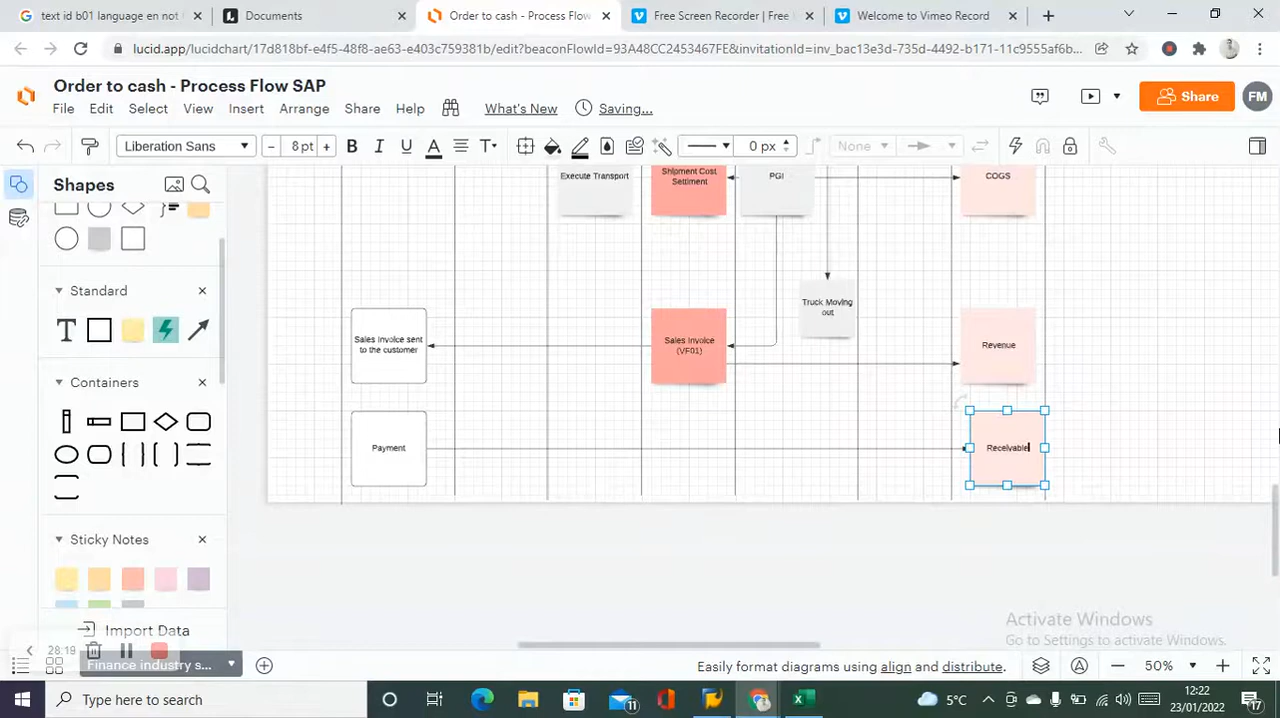 text id b01 language en not
Documents
Order to cash - Process Flow
Free Screen Recorder | Free
Welcome to Vimeo Record
lucid.app/lucidchart/17d818bf-e4f5-48f8-ae63-e403c759381b/edit?beaconFlowId=93A48CC2453467FE&invitationId=inv_bac13e3d-735d-4492-b171-11c9555af6b...
Order to cash - Process Flow SAP
File Edit Select View Insert Arrange Share Help What's New Saving...
Share
FM
Liberation Sans
8 pt
B I U A T
0 px
None
Shapes
Standard
T
Containers
Sticky Notes
Import Data
Execute Transport
Shipment Cost
Settlment
PGI
COGS
Truck Moving
out
Sales Invoice sent
to the customer
Sales Invoice
(VF01)
Revenue
Payment
Receivable
Activate Windows
Go to Settings to activate Windows.
28:19
Finance industry s...
Easily format diagrams using align and distribute.
50%
Type here to search
11
5°C
12:22
23/01/2022
17